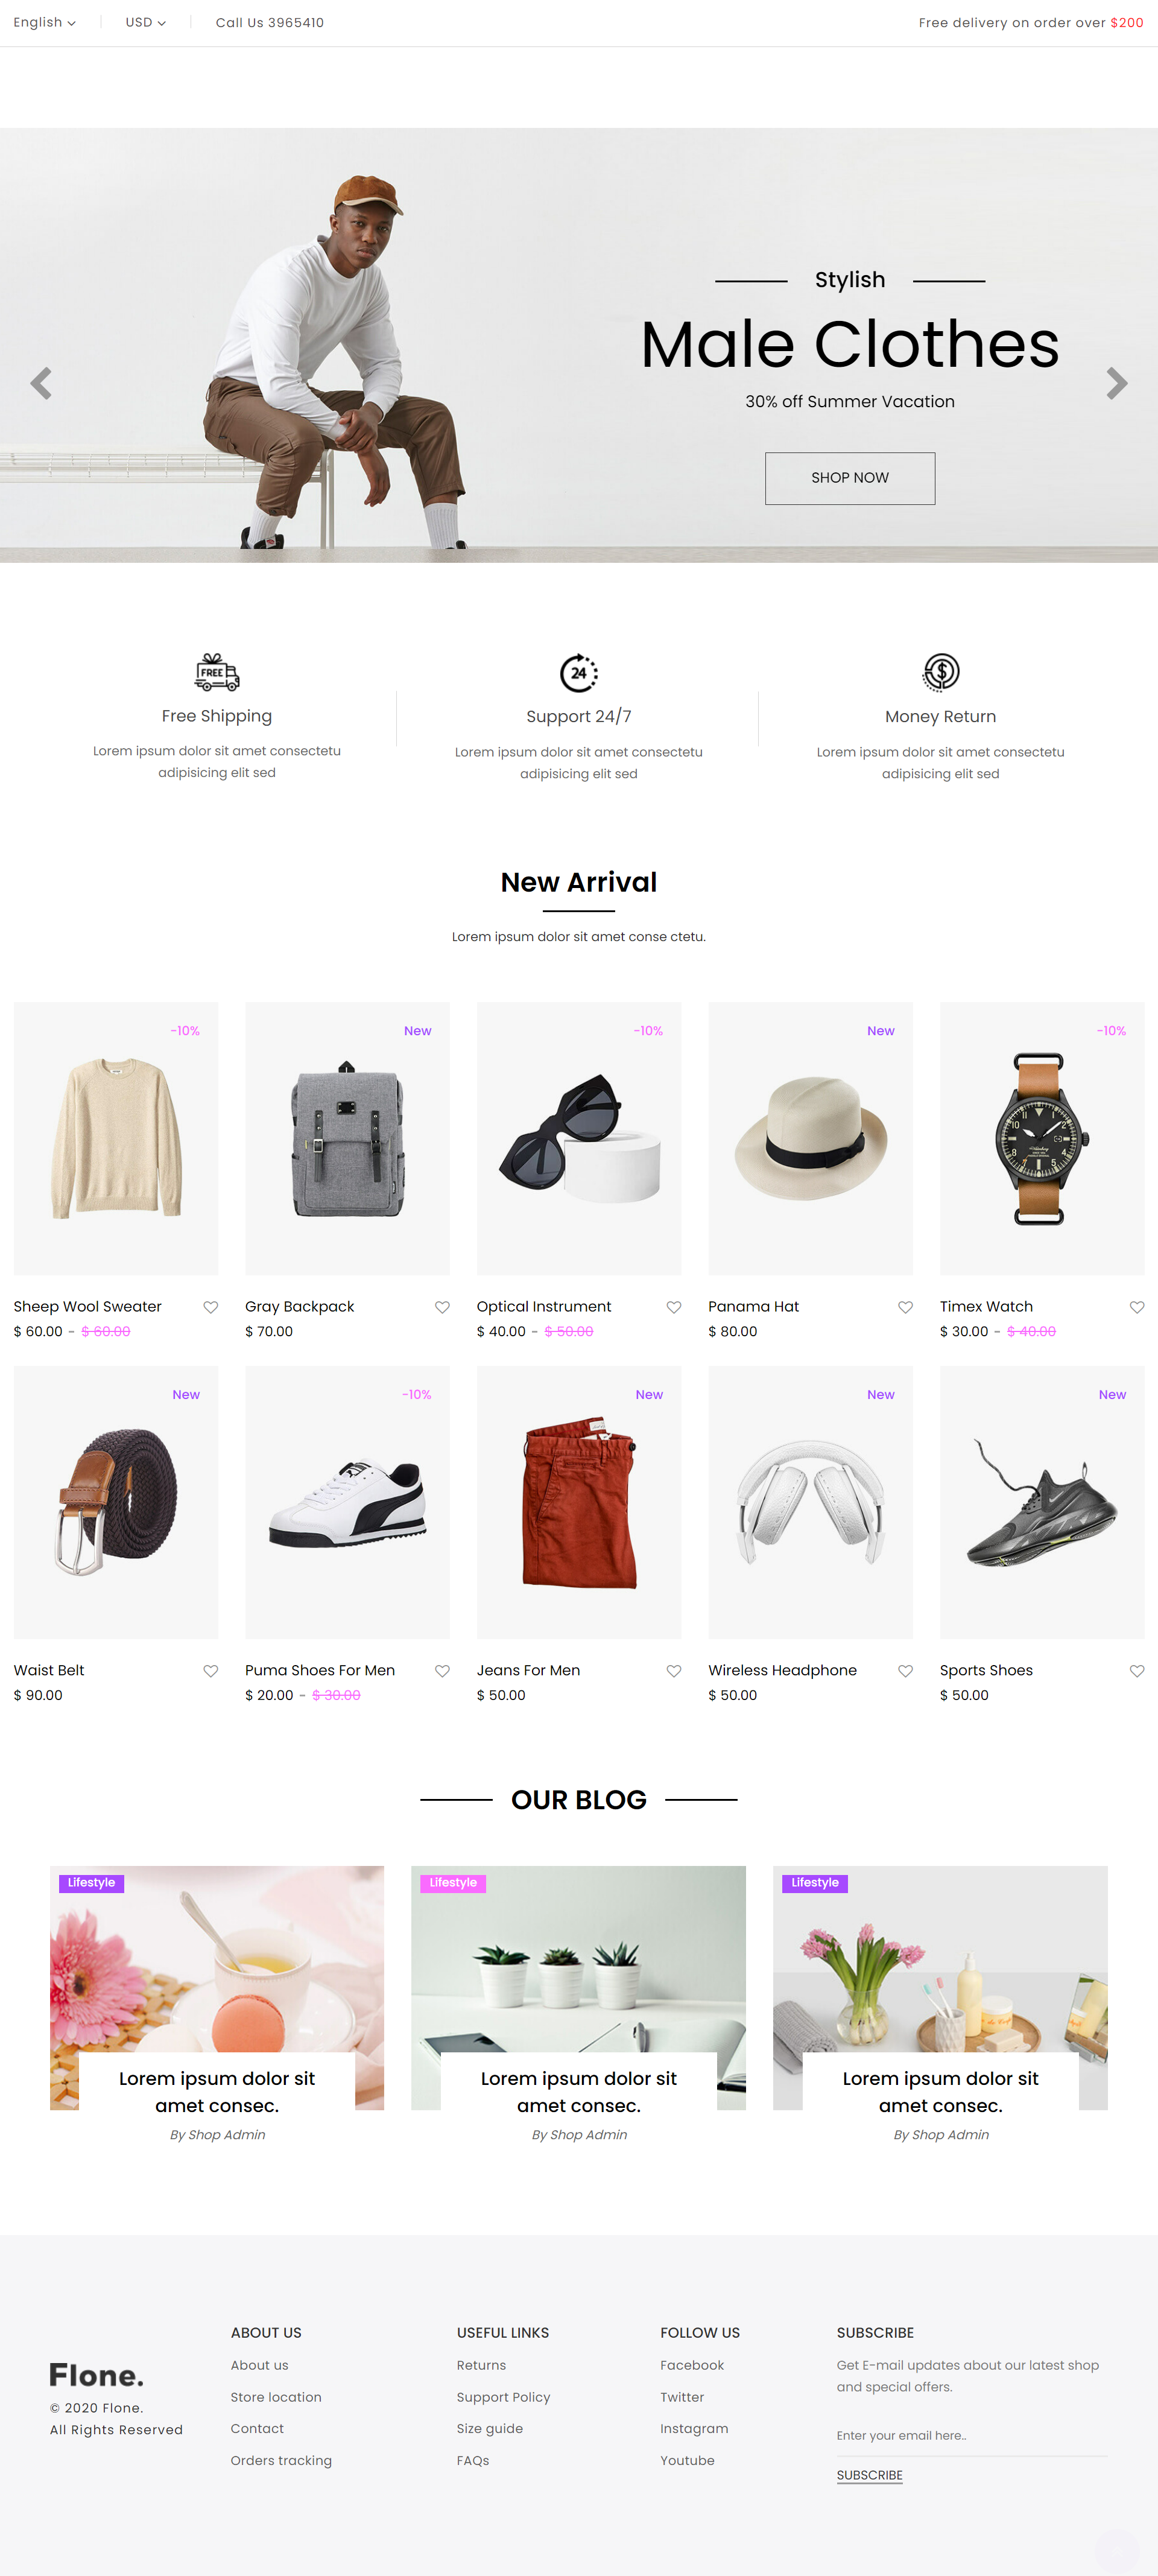 English
USD
Call Us 3965410
Free delivery on order over $200
Stylish
Male Clothes
30% off Summer Vacation
SHOP NOW
FREE
24
Free Shipping
Support 24/7
Money Return
Lorem ipsum dolor sit amet consectetu
adipisicing elit sed
Lorem ipsum dolor sit amet consectetu
adipisicing elit sed
Lorem ipsum dolor sit amet consectetu
adipisicing elit sed
New Arrival
Lorem ipsum dolor sit amet conse ctetu.
-10%
New
-10%
New
-10%
Sheep Wool Sweater
$ 60.00 - $ 60.00
Gray Backpack
$ 70.00
Optical Instrument
$ 40.00 - $ 50.00
Panama Hat
$ 80.00
Timex Watch
$ 30.00 - $ 40.00
New
-10%
New
New
New
Waist Belt
$ 90.00
Puma Shoes For Men
$ 20.00 - $ 30.00
Jeans For Men
$ 50.00
Wireless Headphone
$ 50.00
Sports Shoes
$ 50.00
OUR BLOG
Lifestyle
Lorem ipsum dolor sit
amet consec.
By Shop Admin
Lifestyle
Lorem ipsum dolor sit
amet consec.
By Shop Admin
Lifestyle
Lorem ipsum dolor sit
amet consec.
By Shop Admin
Flone.
© 2020 Flone.
All Rights Reserved
ABOUT US
About us
Store location
Contact
Orders tracking
USEFUL LINKS
Returns
Support Policy
Size guide
FAQs
FOLLOW US
Facebook
Twitter
Instagram
Youtube
SUBSCRIBE
Get E-mail updates about our latest shop
and special offers.
Enter your email here..
SUBSCRIBE